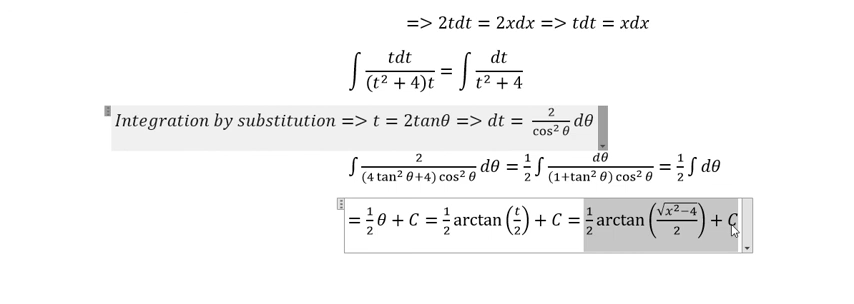 => 2tdt = 2xdx => tdt = xdx
∫ tdt/((t² + 4)t) = ∫ dt/(t² + 4)
Integration by substitution => t = 2tanθ => dt = 2/(cos² θ) dθ
∫ 2/((4 tan² θ+4) cos² θ) dθ = 1/2 ∫ dθ/((1+tan² θ) cos² θ) = 1/2 ∫ dθ
= 1/2 θ + C = 1/2 arctan (t/2) + C = 1/2 arctan (√(x²−4)/2) + C